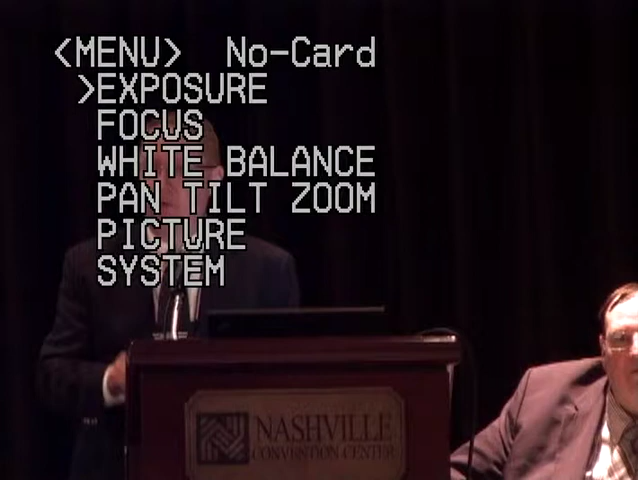 <MENU> No-Card
>EXPOSURE
FOCUS
WHITE BALANCE
PAN TILT ZOOM
PICTURE
SYSTEM
NASHVILLE
CONVENTION CENTER